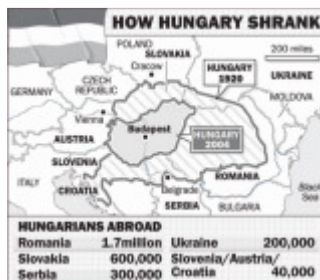 HOW HUNGARY SHRANK
POLAND
SLOVAKIA
Cracow
200 miles
HUNGARY
1920
UKRAINE
CZECH
REPUBLIC
GERMANY
MOLDOVA
Vienna
Budapest
AUSTRIA
HUNGARY
2004
SLOVENIA
ITALY
CROATIA
ROMANIA
Belgrade
SERBIA
BULGARIA
Black
Sea
HUNGARIANS ABROAD
Romania 1.7million
Slovakia 600,000
Serbia 300,000
Ukraine 200,000
Slovenia/Austria/
Croatia 40,000